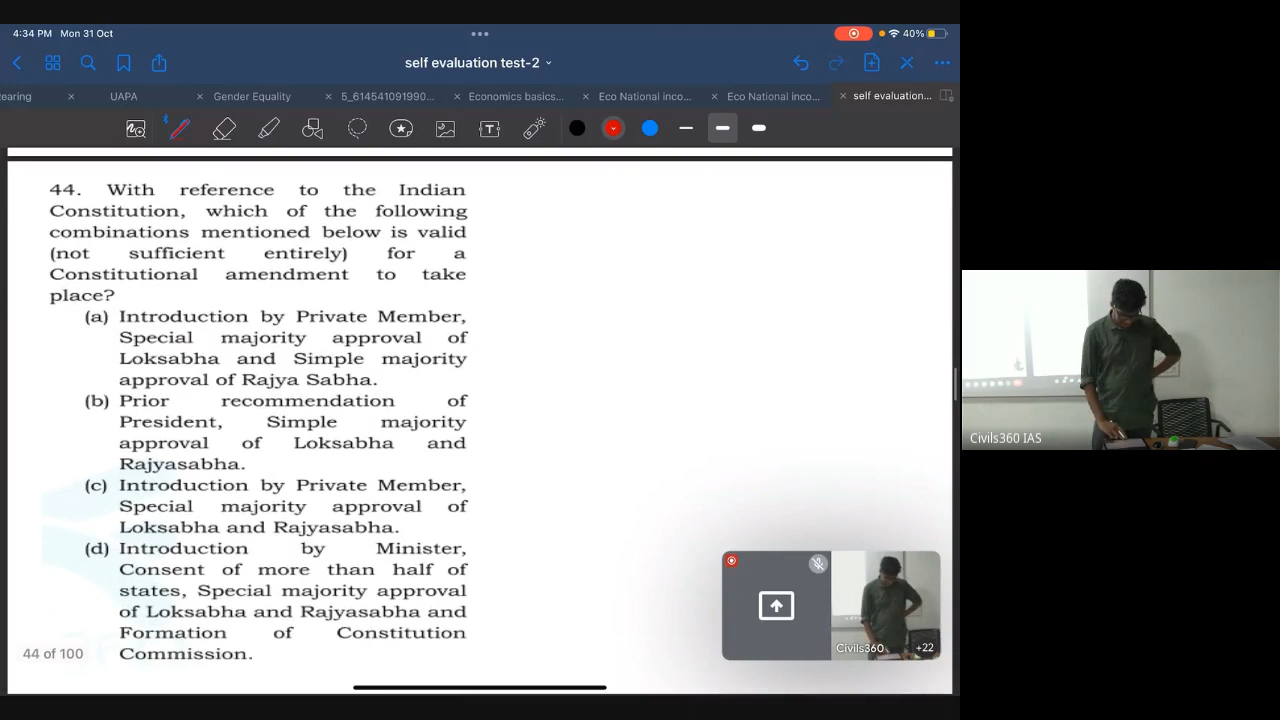 4:34 PM Mon 31 Oct
40%
self evaluation test-2
earing
UAPA
Gender Equality
5_614541091990...
Economics basics...
Eco National inco...
Eco National inco...
self evaluation...
44. With reference to the Indian
Constitution, which of the following
combinations mentioned below is valid
(not sufficient entirely) for a
Constitutional amendment to take
place?
(a) Introduction by Private Member,
Special majority approval of
Loksabha and Simple majority
approval of Rajya Sabha.
(b) Prior recommendation of
President, Simple majority
approval of Loksabha and
Rajyasabha.
(c) Introduction by Private Member,
Special majority approval of
Loksabha and Rajyasabha.
(d) Introduction by Minister,
Consent of more than half of
states, Special majority approval
of Loksabha and Rajyasabha and
Formation of Constitution
Commission.
44 of 100
Civils360
+22
Civils360 IAS